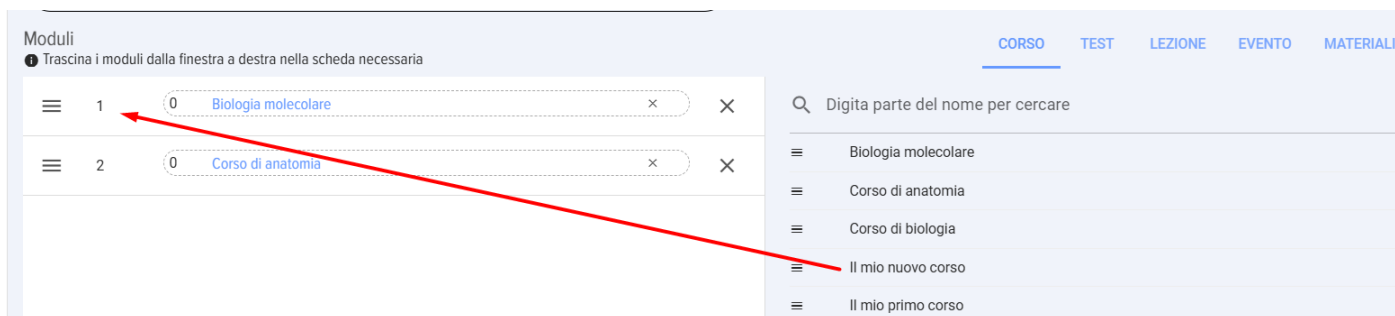 Moduli
Trascina i moduli dalla finestra a destra nella scheda necessaria
1 0 Biologia molecolare
2 0 Corso di anatomia
CORSO TEST LEZIONE EVENTO MATERIALI
Digita parte del nome per cercare
Biologia molecolare
Corso di anatomia
Corso di biologia
Il mio nuovo corso
Il mio primo corso